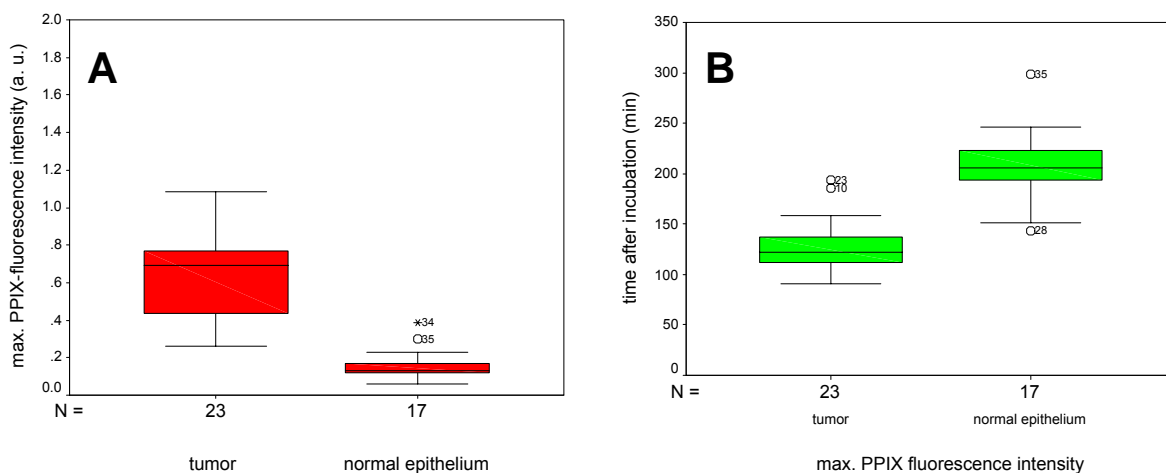 A
max. PPIX-fluorescence intensity (a. u.)
2.0
1.8
1.6
1.4
1.2
1.0
.8
.6
.4
.2
0.0
34
35
N = 23 17
tumor normal epithelium
B
time after incubation (min)
350
300
250
200
150
100
50
0
35
23
10
28
N = 23 17
tumor normal epithelium
max. PPIX fluorescence intensity